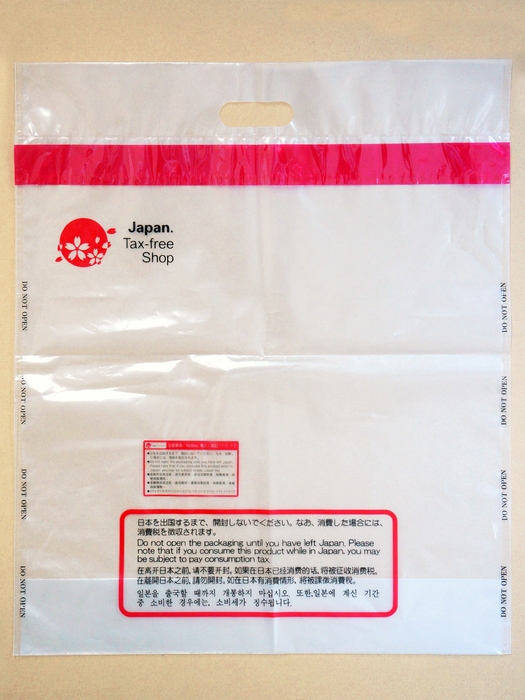 Japan.
Tax-free
Shop
DO NOT OPEN
DO NOT OPEN
DO NOT OPEN
DO NOT OPEN
DO NOT OPEN
DO NOT OPEN
DO NOT OPEN
DO NOT OPEN
日本を出国するまで、開封しないでください。なお、消費した場合には、
消費税を徴収されます。
Do not open the packaging until you have left Japan. Please
note that if you consume this product while in Japan, you may
be subject to pay consumption tax.
在离开日本之前，请不要开封，如果在日本已经消费的话，将被征收消费税。
在離開日本之前，請勿開封，如在日本有消費情形，將被課徵消費稅。
일본을 출국할 때까지 개봉하지 마십시오. 또한,일본에 계신 기간
중 소비한 경우에는, 소비세가 징수됩니다.